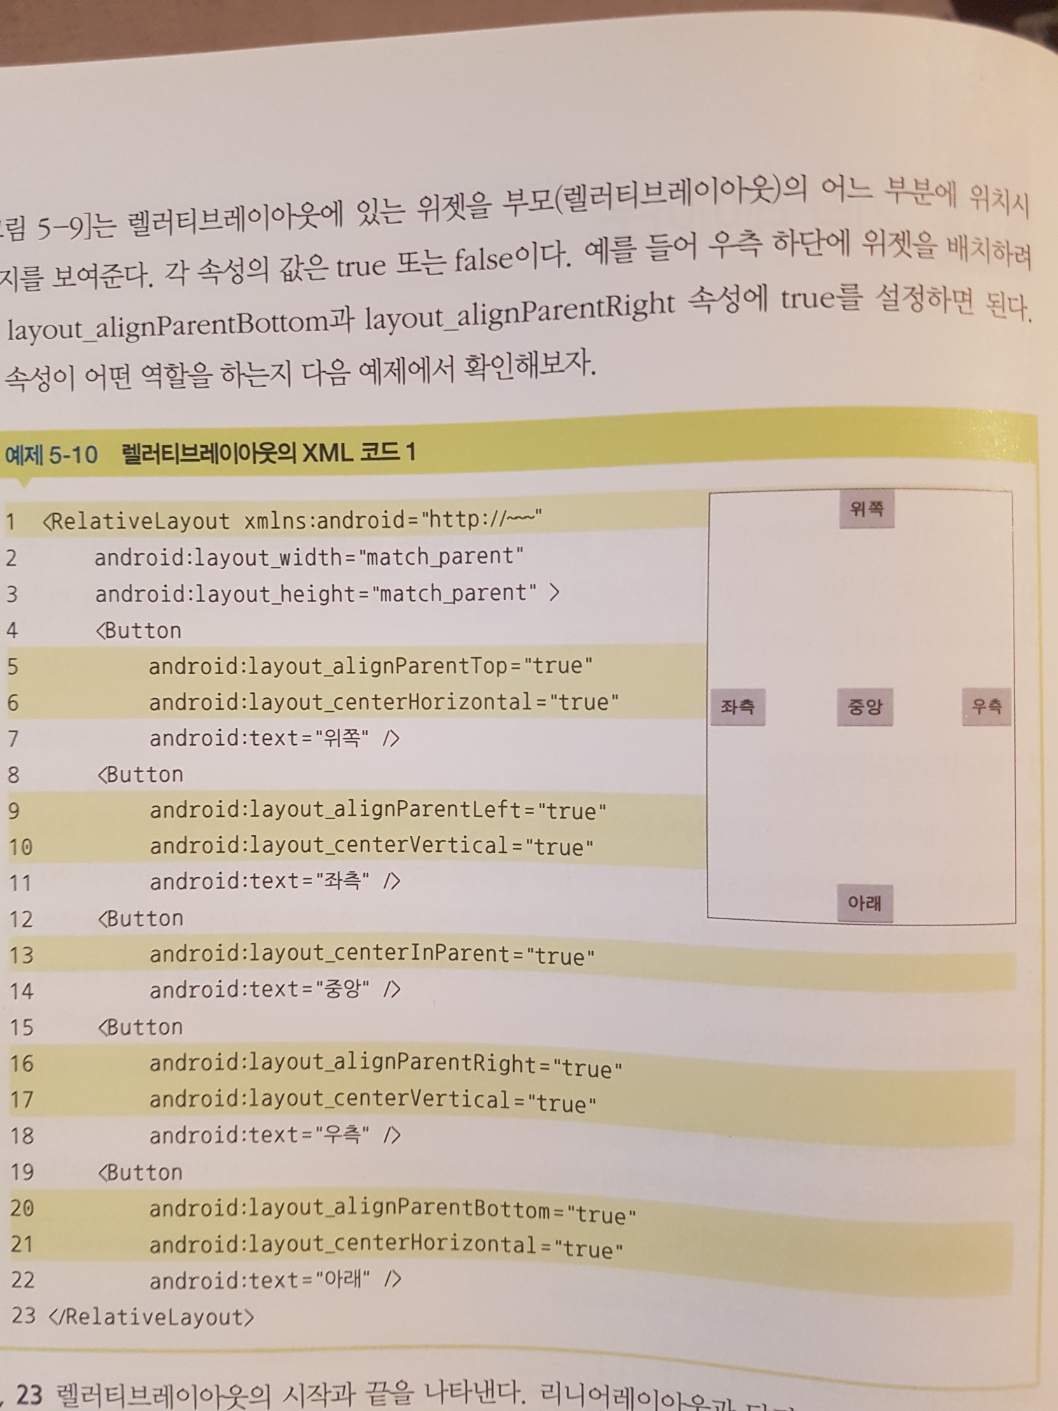 림 5-9]는 렐러티브레이아웃에 있는 위젯을 부모(렐러티브레이아웃)의 어느 부분에 위치시
지를 보여준다. 각 속성의 값은 true 또는 false이다. 예를 들어 우측 하단에 위젯을 배치하려
layout_alignParentBottom과 layout_alignParentRight 속성에 true를 설정하면 된다.
속성이 어떤 역할을 하는지 다음 예제에서 확인해보자.
예제 5-10 렐러티브레이아웃의 XML 코드 1
1 <RelativeLayout xmlns:android="http://~~~"
2 android:layout_width="match_parent"
3 android:layout_height="match_parent" >
4 <Button
5 android:layout_alignParentTop="true"
6 android:layout_centerHorizontal="true"
7 android:text="위쪽" />
8 <Button
9 android:layout_alignParentLeft="true"
10 android:layout_centerVertical="true"
11 android:text="좌측" />
12 <Button
13 android:layout_centerInParent="true"
14 android:text="중앙" />
15 <Button
16 android:layout_alignParentRight="true"
17 android:layout_centerVertical="true"
18 android:text="우측" />
19 <Button
20 android:layout_alignParentBottom="true"
21 android:layout_centerHorizontal="true"
22 android:text="아래" />
23 </RelativeLayout>
위쪽
좌측 중앙 우측
아래
, 23 렐러티브레이아웃의 시작과 끝을 나타낸다. 리니어레이아웃과